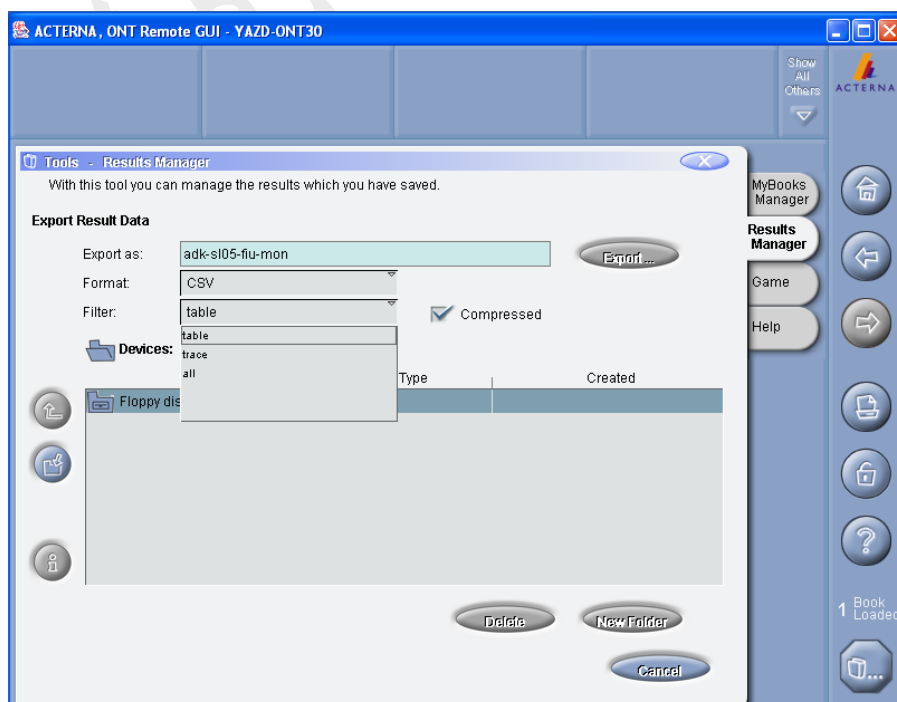 ACTERNA, ONT Remote GUI - YAZD-ONT30
Show
All
Others
ACTERNA
Tools - Results Manager
With this tool you can manage the results which you have saved.
MyBooks
Manager
Export Result Data
Results
Manager
Export as: adk-sl05-fiu-mon Export ...
Format: CSV
Game
Filter: table Compressed
Help
table
Devices:
trace
all
Type Created
Floppy dis
1 Book
Loaded
Delete New Folder
Cancel